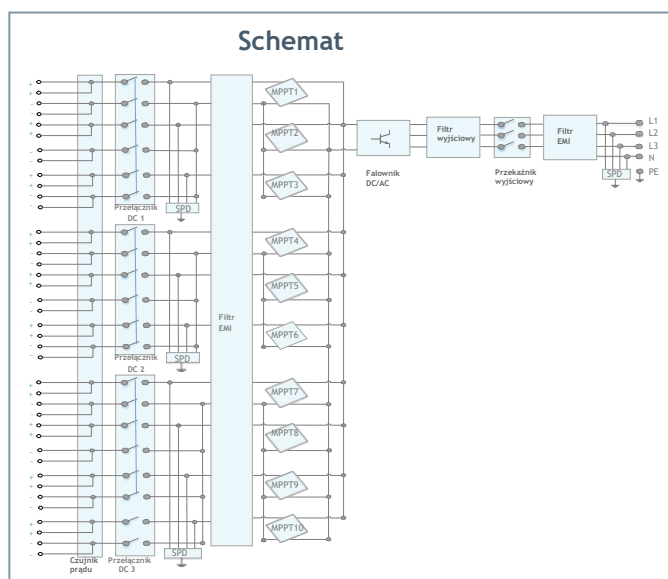 Schemat
MPPT1
MPPT2
MPPT3
SPD
Przełącznik
DC 1
MPPT4
MPPT5
MPPT6
SPD
Przełącznik
DC 2
Filtr
EMI
MPPT7
MPPT8
MPPT9
MPPT10
SPD
Czujnik
prądu
Przełącznik
DC 3
Falownik
DC/AC
Filtr
wyjściowy
Przekaźnik
wyjściowy
Filtr
EMI
SPD
L1
L2
L3
N
PE